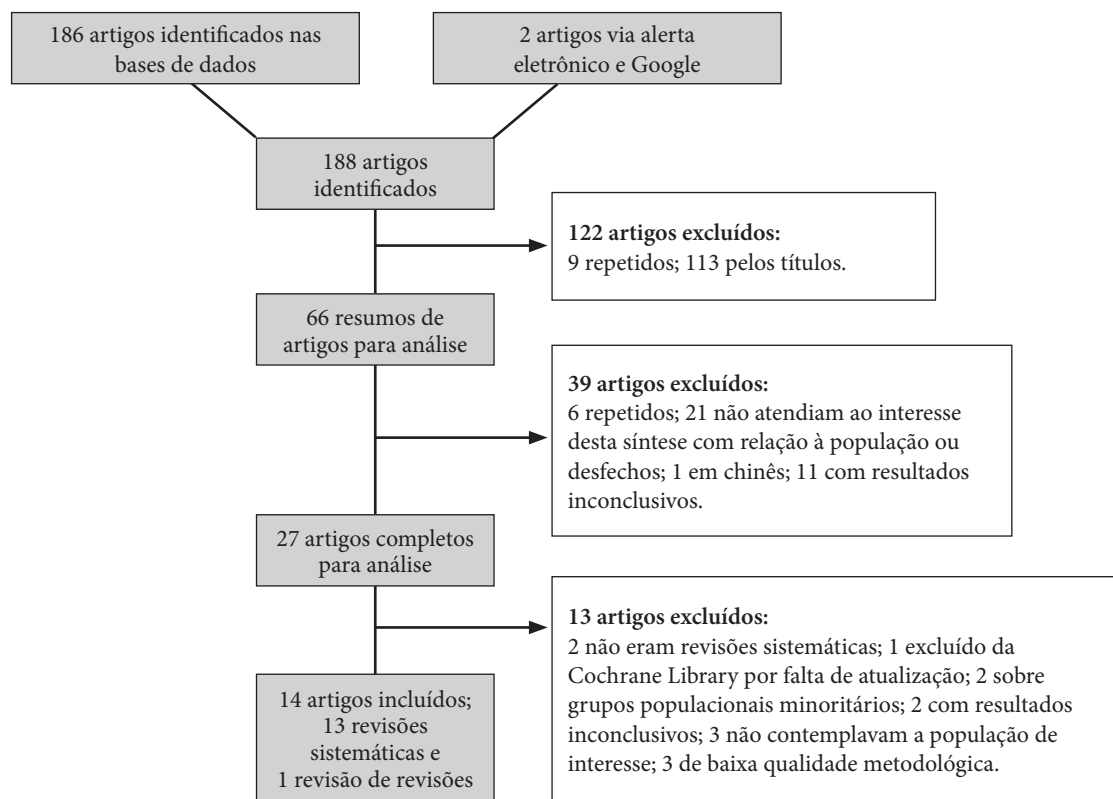 186 artigos identificados nas
bases de dados
2 artigos via alerta
eletrônico e Google
188 artigos
identificados
122 artigos excluídos:
9 repetidos; 113 pelos títulos.
66 resumos de
artigos para análise
39 artigos excluídos:
6 repetidos; 21 não atendiam ao interesse
desta síntese com relação à população ou
desfechos; 1 em chinês; 11 com resultados
inconclusivos.
27 artigos completos
para análise
13 artigos excluídos:
2 não eram revisões sistemáticas; 1 excluído da
Cochrane Library por falta de atualização; 2 sobre
grupos populacionais minoritários; 2 com resultados
inconclusivos; 3 não contemplavam a população de
interesse; 3 de baixa qualidade metodológica.
14 artigos incluídos;
13 revisões
sistemáticas e
1 revisão de revisões